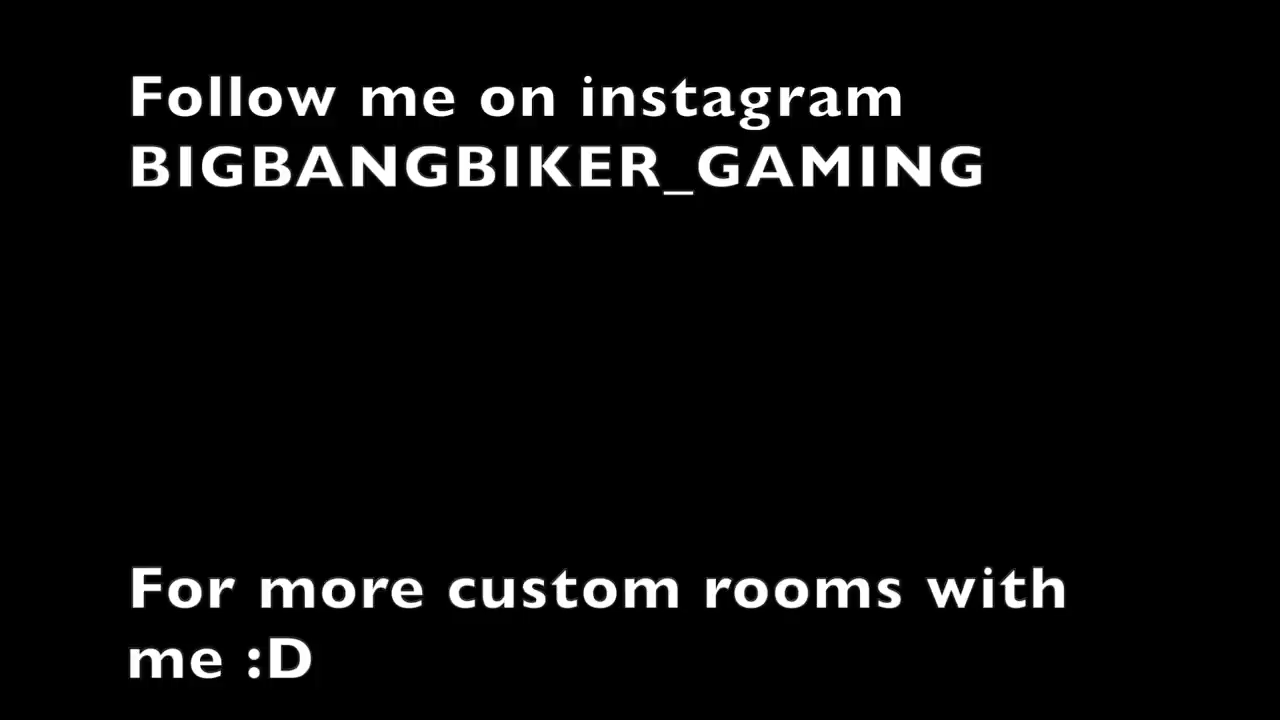 Follow me on instagram
BIGBANGBIKER_GAMING
For more custom rooms with
me :D